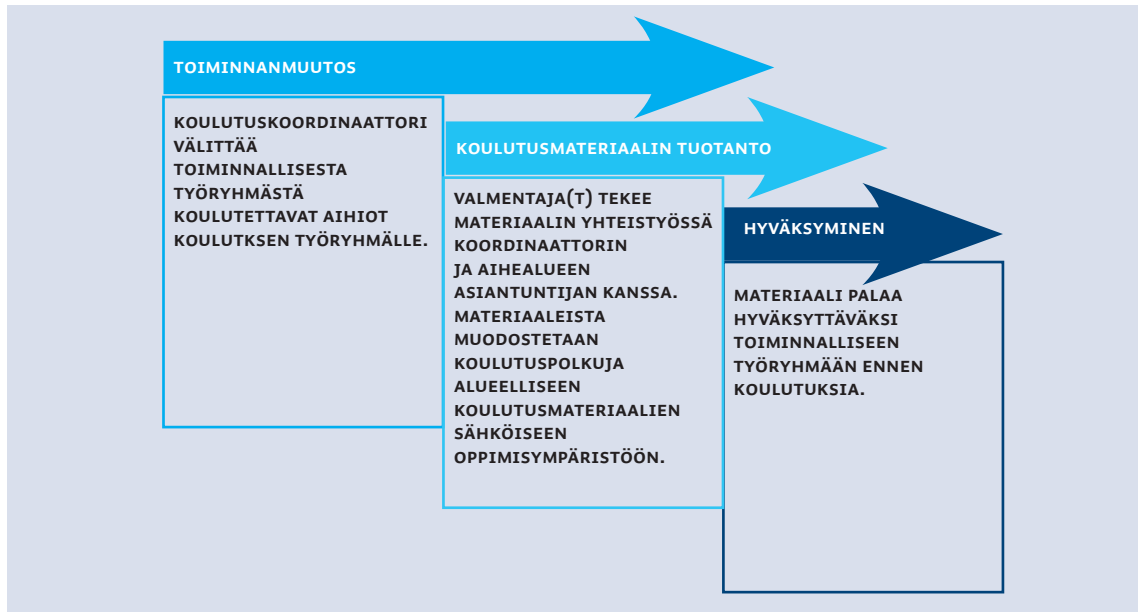 TOIMINNANMUUTOS
KOULUTUSKOORDINAATTORI
VÄLITTÄÄ
TOIMINNALLISESTA
TYÖRYHMÄSTÄ
KOULUTETTAVAT AIHIOT
KOULUTKSEN TYÖRYHMÄLLE.
KOULUTUSMATERIAALIN TUOTANTO
VALMENTAJA(T) TEKEE
MATERIAALIN YHTEISTYÖSSÄ
KOORDINAATTORIN
JA AIHEALUEEN
ASIANTUNTIJAN KANSSA.
MATERIAALEISTA
MUODOSTETAAN
KOULUTUSPOLKUJA
ALUEELLISEEN
KOULUTUSMATERIAALIEN
SÄHKÖISEEN
OPPIMISYMPÄRISTÖÖN.
HYVÄKSYMINEN
MATERIAALI PALAA
HYVÄKSYTTÄVÄKSI
TOIMINNALLISEEN
TYÖRYHMÄÄN ENNEN
KOULUTUKSIA.